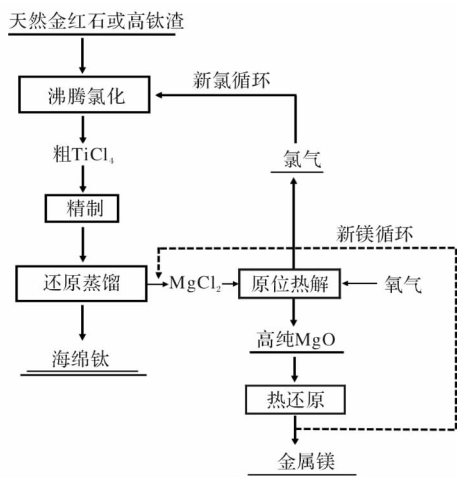 天然金红石或高钛渣
新氯循环
沸腾氯化
粗TiCl₄
氯气
精制
新镁循环
还原蒸馏
MgCl₂
原位热解
氧气
海绵钛
高纯MgO
热还原
金属镁